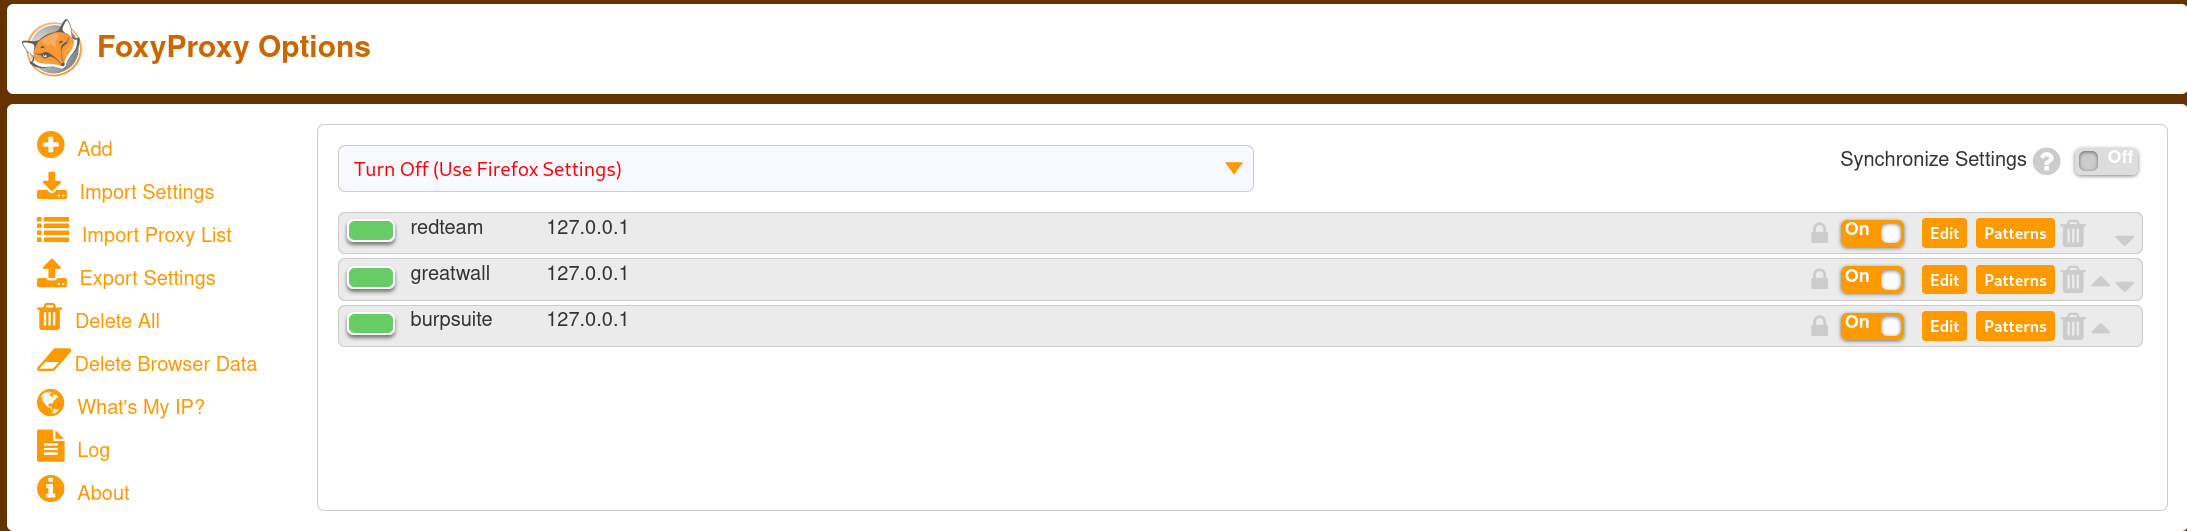 FoxyProxy Options
Add
Import Settings
Import Proxy List
Export Settings
Delete All
Delete Browser Data
What's My IP?
Log
About
Turn Off (Use Firefox Settings)
Synchronize Settings ? Off
redteam 127.0.0.1 On Edit Patterns
greatwall 127.0.0.1 On Edit Patterns
burpsuite 127.0.0.1 On Edit Patterns